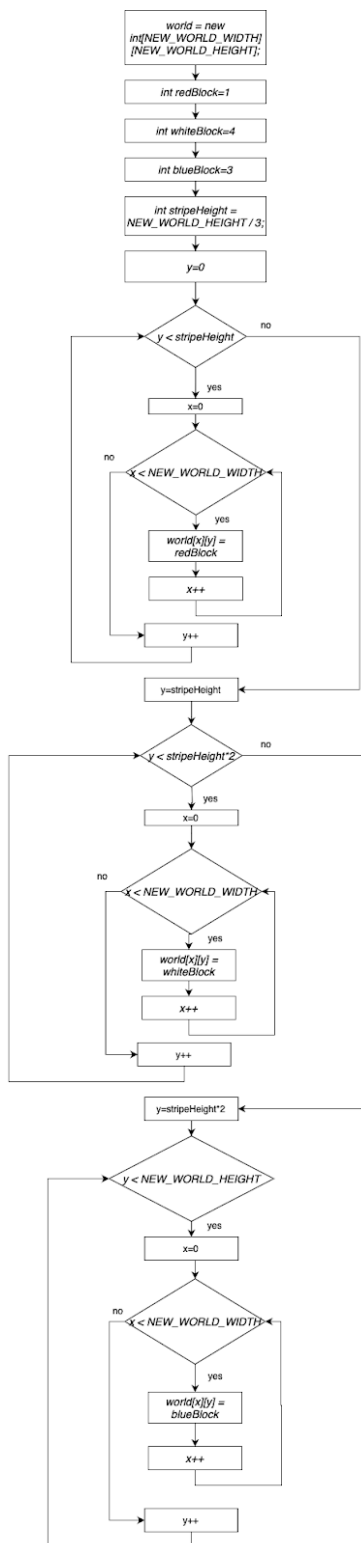 world = new
int[NEW_WORLD_WIDTH]
[NEW_WORLD_HEIGHT];
int redBlock=1
int whiteBlock=4
int blueBlock=3
int stripeHeight =
NEW_WORLD_HEIGHT / 3;
y=0
y < stripeHeight
no
yes
x=0
no
x < NEW_WORLD_WIDTH
yes
world[x][y] =
redBlock
x++
y++
y=stripeHeight
y < stripeHeight*2
no
yes
x=0
no
x < NEW_WORLD_WIDTH
yes
world[x][y] =
whiteBlock
x++
y++
y=stripeHeight*2
y < NEW_WORLD_HEIGHT
yes
x=0
no
x < NEW_WORLD_WIDTH
yes
world[x][y] =
blueBlock
x++
y++